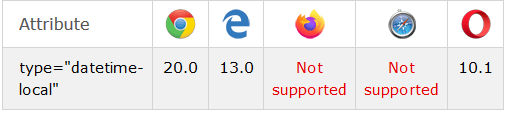 Attribute
type="datetime-
local"
20.0
13.0
Not
supported
Not
supported
10.1